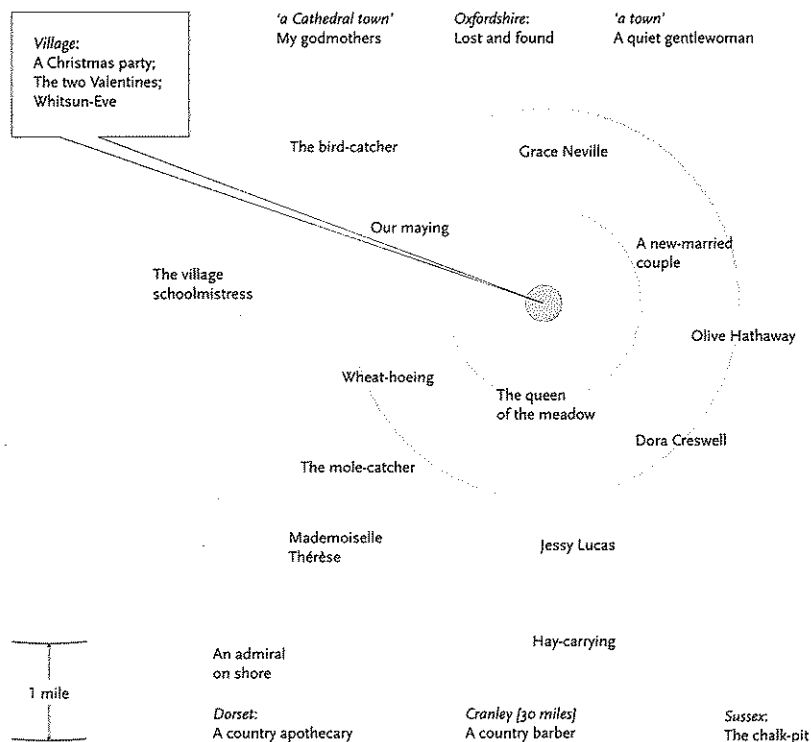 Village:
A Christmas party;
The two Valentines;
Whitsun-Eve
'a Cathedral town'
My godmothers
Oxfordshire:
Lost and found
'a town'
A quiet gentlewoman
The bird-catcher
Grace Neville
Our maying
A new-married
couple
The village
schoolmistress
Olive Hathaway
Wheat-hoeing
The queen
of the meadow
Dora Creswell
The mole-catcher
Mademoiselle
Thérèse
Jessy Lucas
Hay-carrying
An admiral
on shore
1 mile
Dorset:
A country apothecary
Cranley [30 miles]
A country barber
Sussex:
The chalk-pit